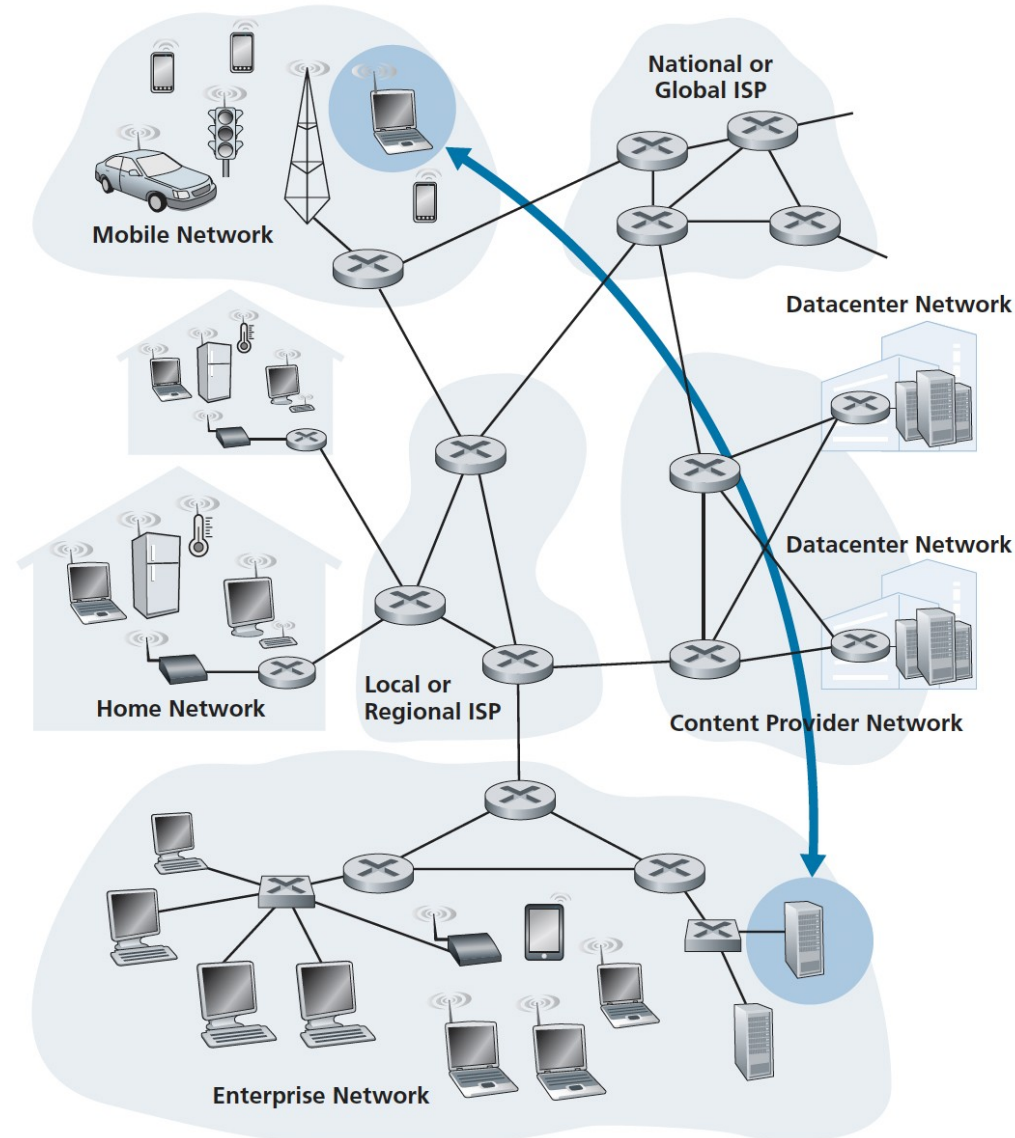 National or
Global ISP
Mobile Network
Datacenter Network
Datacenter Network
Local or
Regional ISP
Home Network
Content Provider Network
Enterprise Network